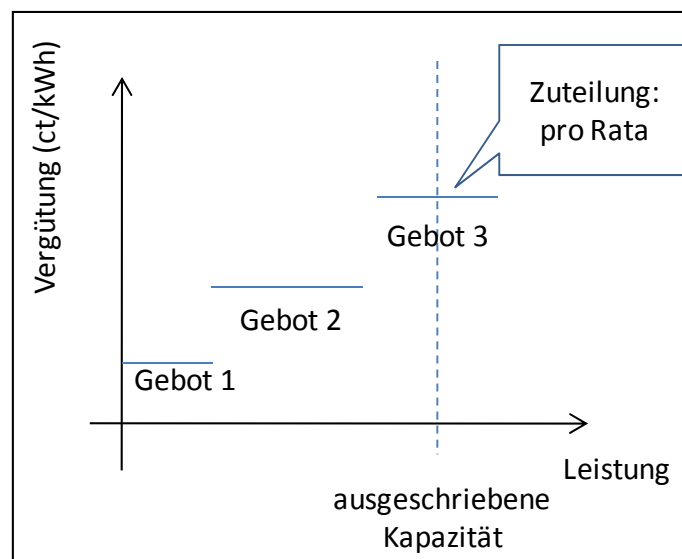 Vergütung (ct/kWh)
Zuteilung:
pro Rata
Gebot 3
Gebot 2
Gebot 1
Leistung
ausgeschriebene
Kapazität